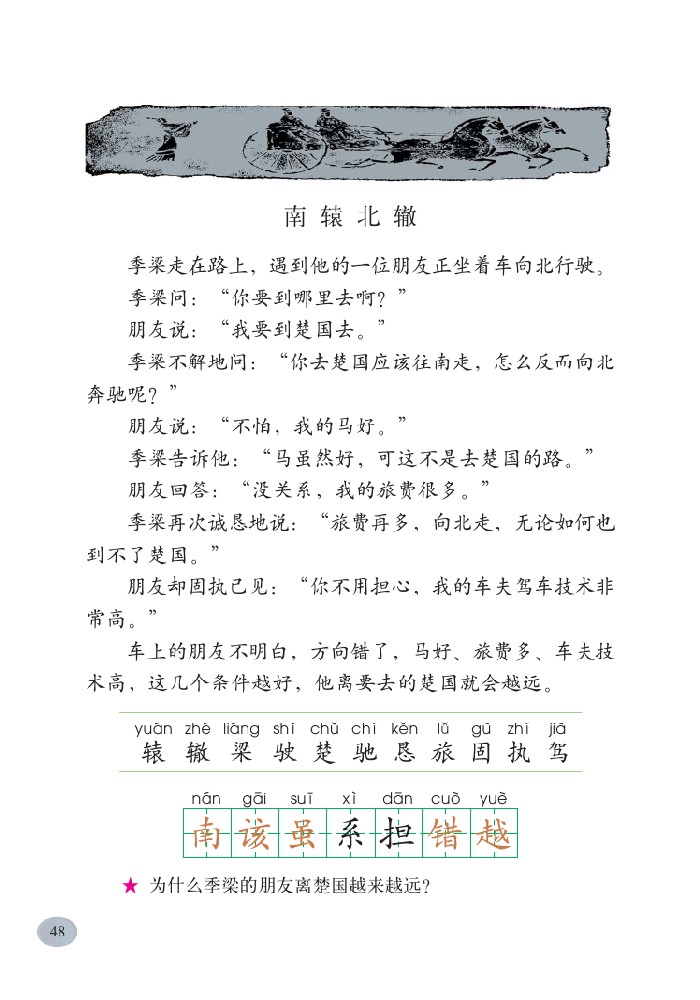 南辕北辙
季梁走在路上，遇到他的一位朋友正坐着车向北行驶。
季梁问：“你要到哪里去啊？”
朋友说：“我要到楚国去。”
季梁不解地问：“你去楚国应该往南走，怎么反而向北
奔驰呢？”
朋友说：“不怕，我的马好。”
季梁告诉他：“马虽然好，可这不是去楚国的路。”
朋友回答：“没关系，我的旅费很多。”
季梁再次诚恳地说：“旅费再多，向北走，无论如何也
到不了楚国。”
朋友却固执己见：“你不用担心，我的车夫驾车技术非
常高。”
车上的朋友不明白，方向错了，马好、旅费多、车夫技
术高，这几个条件越好，他离要去的楚国就会越远。
yuān zhé liáng shǐ chǔ chí kěn lǚ gù zhí jià
辕 辙 梁 驶 楚 驰 恳 旅 固 执 驾
nán gāi suī xì dān cuò yuè
南 该 虽 系 担 错 越
★ 为什么季梁的朋友离楚国越来越远？
48